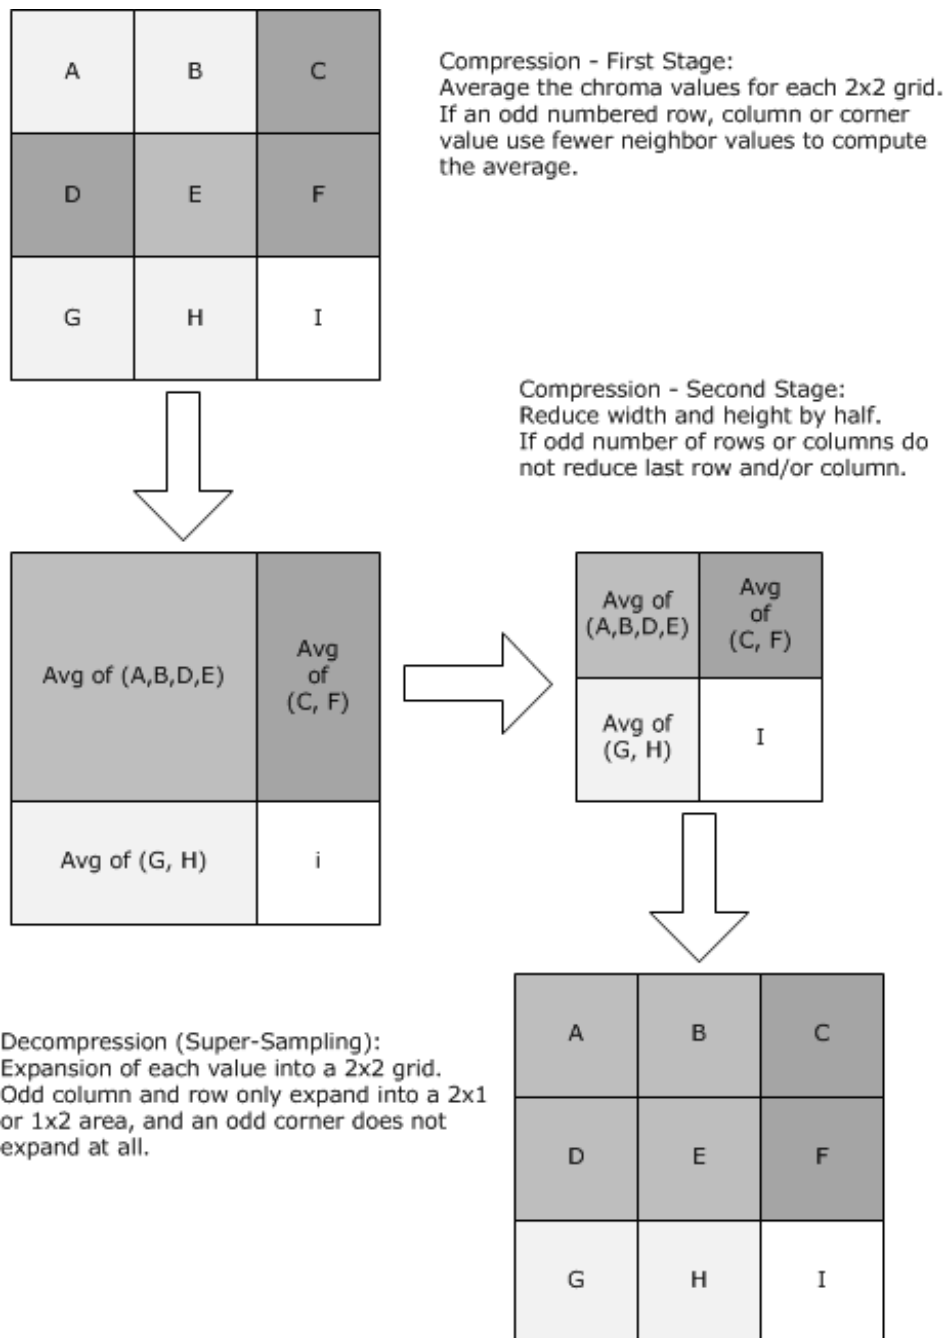 A B C
Compression - First Stage:
Average the chroma values for each 2x2 grid.
If an odd numbered row, column or corner
value use fewer neighbor values to compute
the average.
D E F
G H I
Compression - Second Stage:
Reduce width and height by half.
If odd number of rows or columns do
not reduce last row and/or column.
Avg of (A,B,D,E)
Avg
of
(C, F)
Avg of (G, H)
i
Avg of
(A,B,D,E)
Avg
of
(C, F)
Avg of
(G, H)
I
Decompression (Super-Sampling):
Expansion of each value into a 2x2 grid.
Odd column and row only expand into a 2x1
or 1x2 area, and an odd corner does not
expand at all.
A B C
D E F
G H I